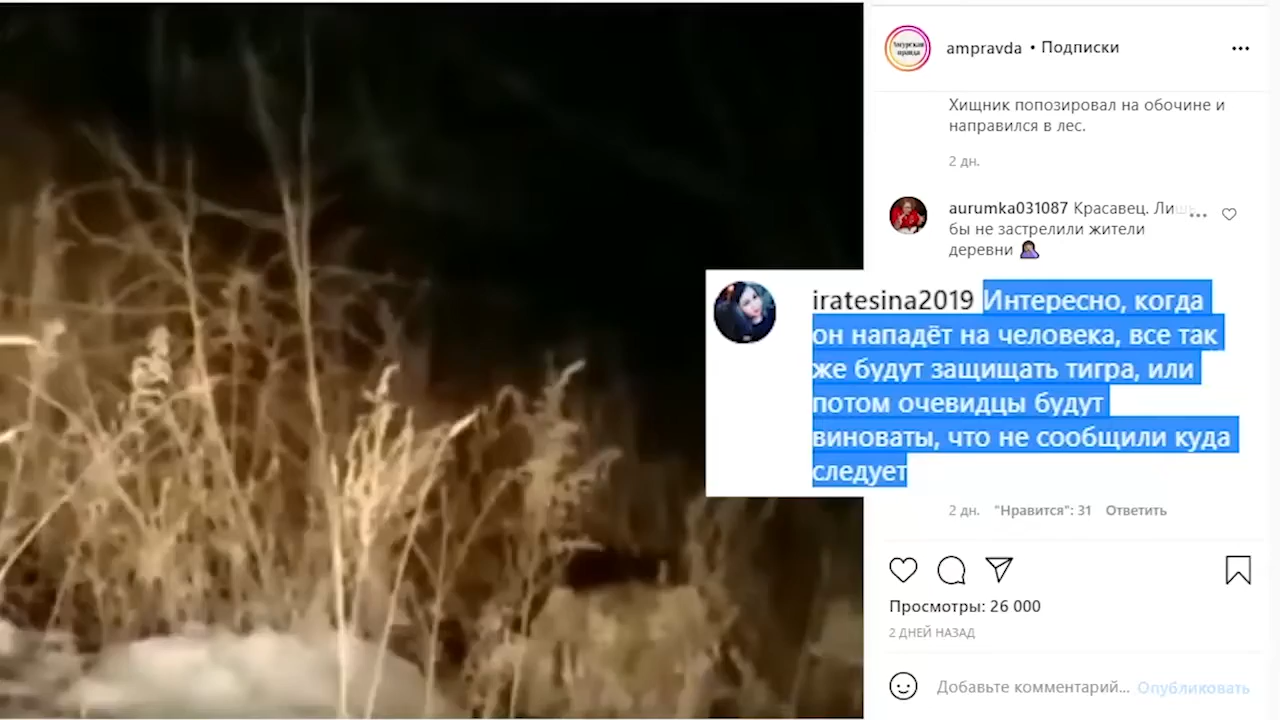 Амурская
правда
ampravda • Подписки
Хищник попозировал на обочине и
направился в лес.
2 дн.
aurumka031087 Красавец. Лишь
бы не застрелили жители
деревни
iratesina2019 Интересно, когда
он нападёт на человека, все так
же будут защищать тигра, или
потом очевидцы будут
виноваты, что не сообщили куда
следует
2 дн. "Нравится": 31 Ответить
Просмотры: 26 000
2 ДНЕЙ НАЗАД
Добавьте комментарий... Опубликовать